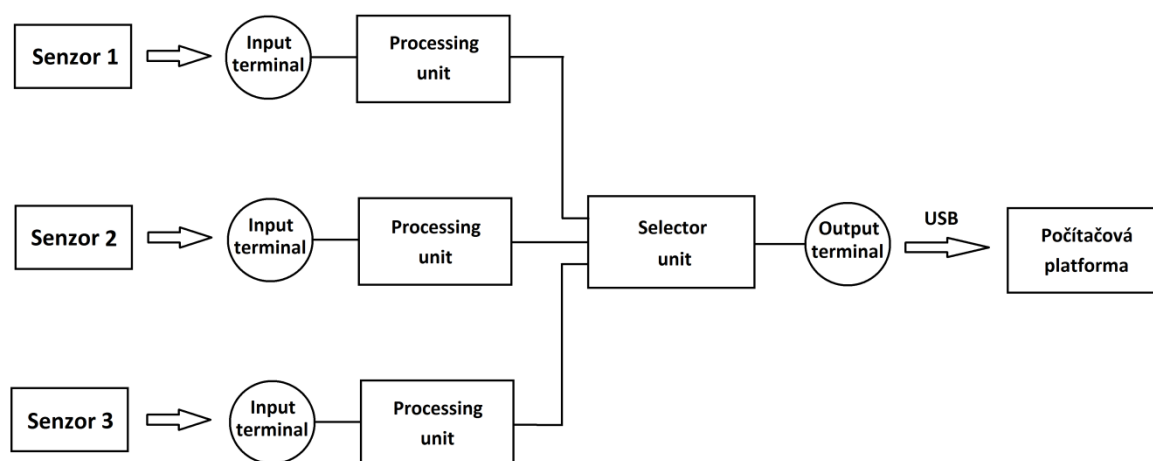 Senzor 1
Input
terminal
Processing
unit
Senzor 2
Input
terminal
Processing
unit
Selector
unit
Output
terminal
USB
Počítačová
platforma
Senzor 3
Input
terminal
Processing
unit